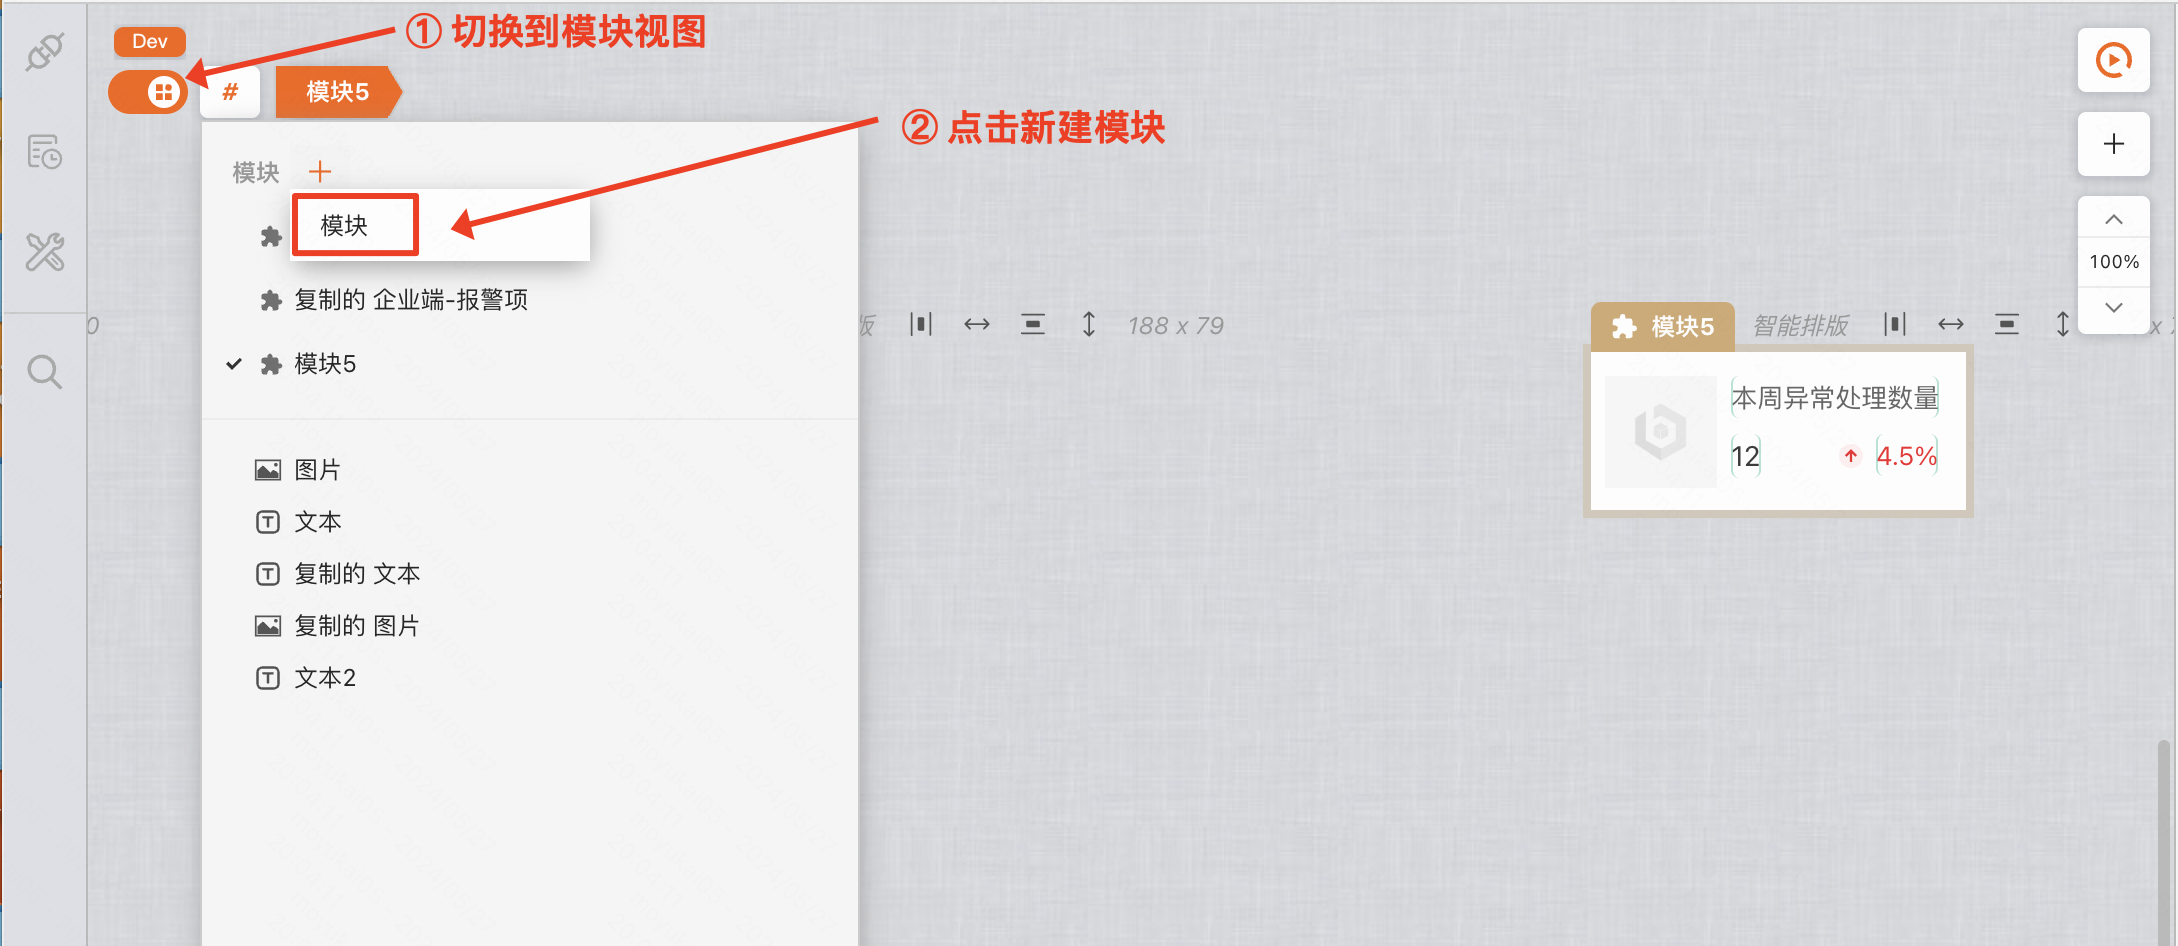 Dev
① 切换到模块视图
#
模块5
② 点击新建模块
模块
模块
复制的 企业端-报警项
模块5
图片
文本
复制的 文本
复制的 图片
文本2
0
版
188 x 79
模块5
智能排版
x
100%
本周异常处理数量
12
4.5%